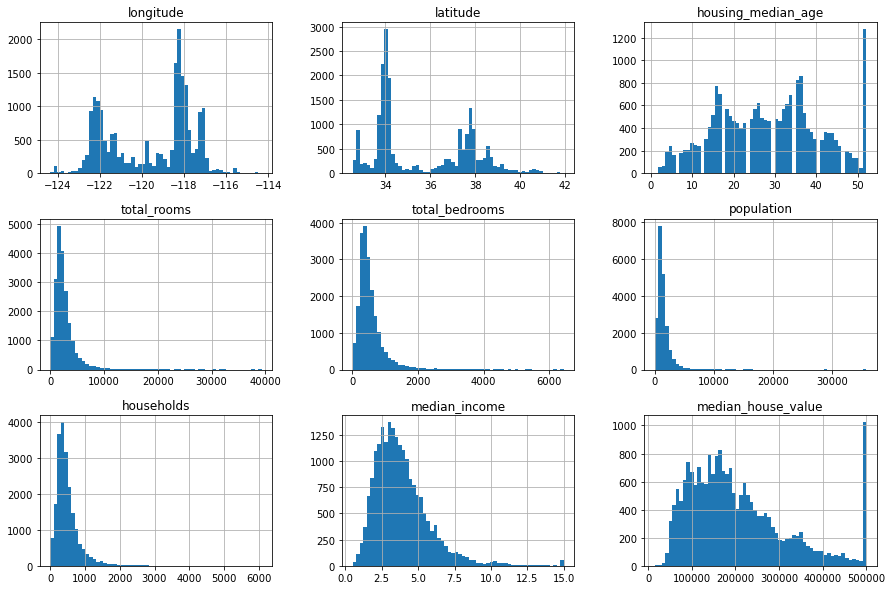 longitude
latitude
housing_median_age
2000
1500
1000
500
0
−124 −122 −120 −118 −116 −114
3000
2500
2000
1500
1000
500
0
34 36 38 40 42
1200
1000
800
600
400
200
0
0 10 20 30 40 50
total_rooms
total_bedrooms
population
5000
4000
3000
2000
1000
0
0 10000 20000 30000 40000
4000
3000
2000
1000
0
0 2000 4000 6000
8000
6000
4000
2000
0
0 10000 20000 30000
households
median_income
median_house_value
4000
3000
2000
1000
0
0 1000 2000 3000 4000 5000 6000
1250
1000
750
500
250
0
0.0 2.5 5.0 7.5 10.0 12.5 15.0
1000
800
600
400
200
0
100000 200000 300000 400000 500000